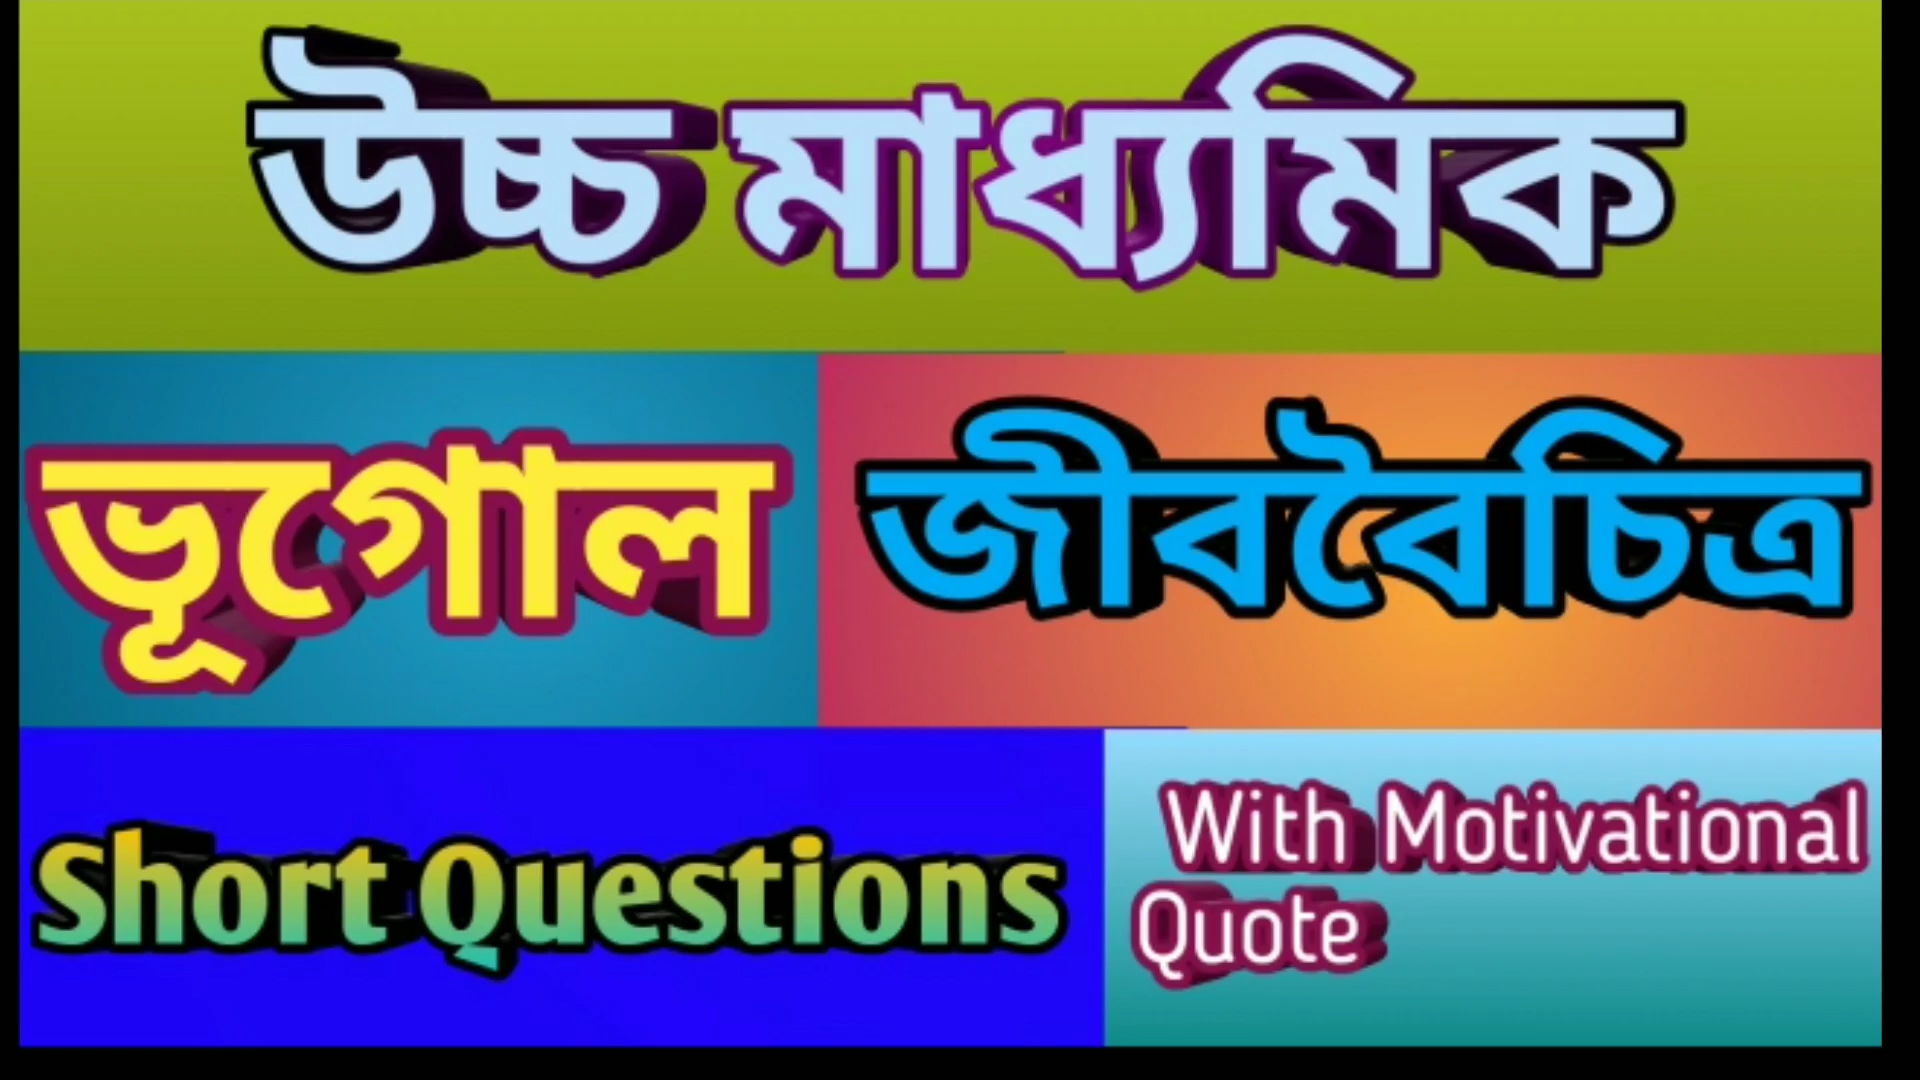 উচ্চ মাধ্যমিক
ভূগোল
জীববৈচিত্র
Short Questions
With Motivational
Quote